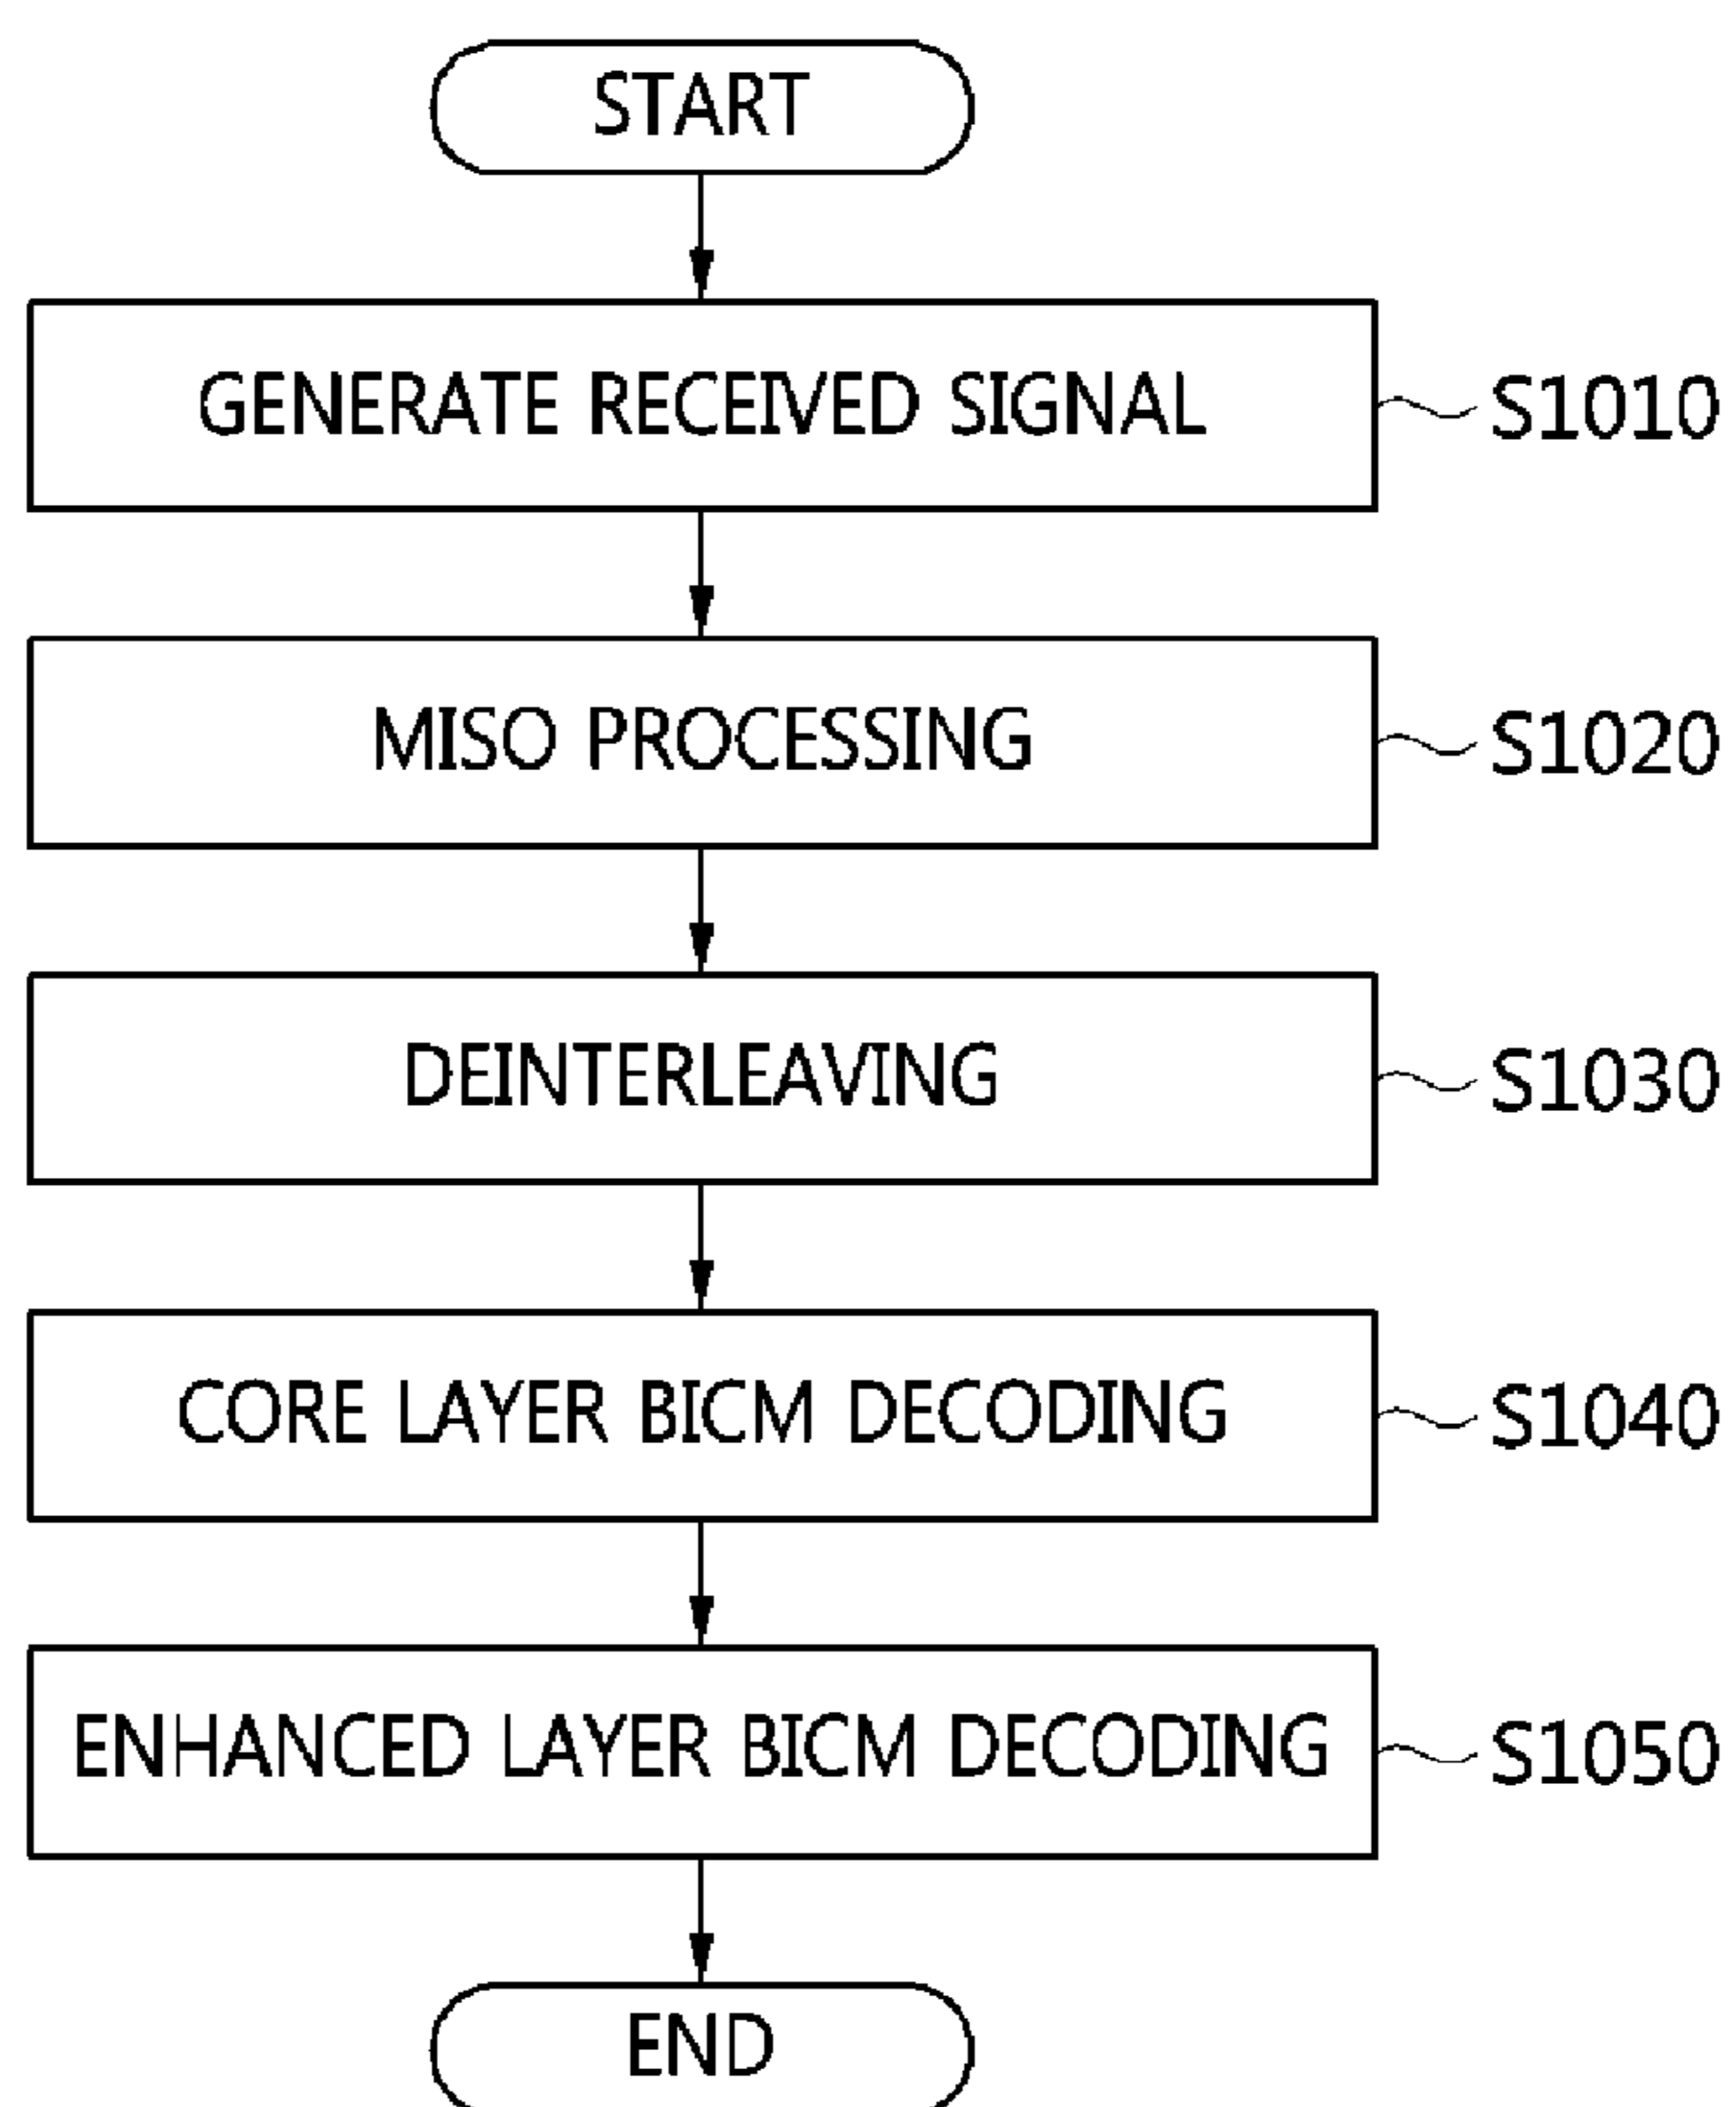 START
GENERATE RECEIVED SIGNAL
S1010
MISO PROCESSING
S1020
DEINTERLEAVING
S1030
CORE LAYER BICM DECODING
S1040
ENHANCED LAYER BICM DECODING
S1050
END